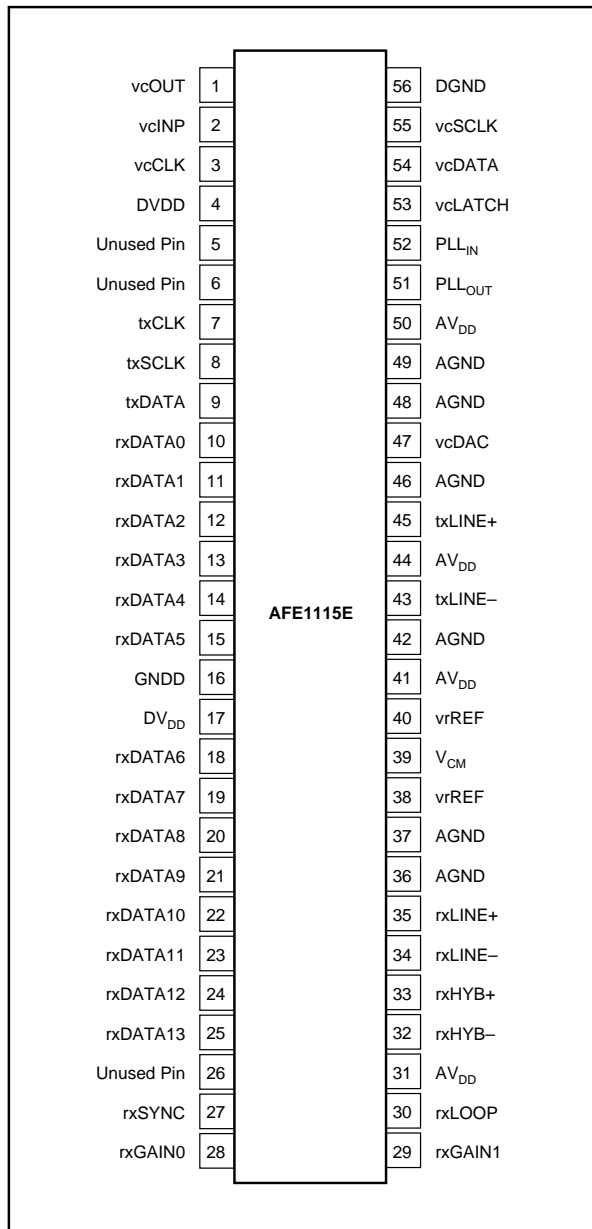 vcOUT 1 56 DGND
vcINP 2 55 vcSCLK
vcCLK 3 54 vcDATA
DVDD 4 53 vcLATCH
Unused Pin 5 52 PLLIN
Unused Pin 6 51 PLLOUT
txCLK 7 50 AVDD
txSCLK 8 49 AGND
txDATA 9 48 AGND
rxDATA0 10 47 vcDAC
rxDATA1 11 46 AGND
rxDATA2 12 45 txLINE+
rxDATA3 13 44 AVDD
rxDATA4 14 43 txLINE–
AFE1115E
rxDATA5 15 42 AGND
GNDD 16 41 AVDD
DVDD 17 40 vrREF
rxDATA6 18 39 VCM
rxDATA7 19 38 vrREF
rxDATA8 20 37 AGND
rxDATA9 21 36 AGND
rxDATA10 22 35 rxLINE+
rxDATA11 23 34 rxLINE–
rxDATA12 24 33 rxHYB+
rxDATA13 25 32 rxHYB–
Unused Pin 26 31 AVDD
rxSYNC 27 30 rxLOOP
rxGAIN0 28 29 rxGAIN1